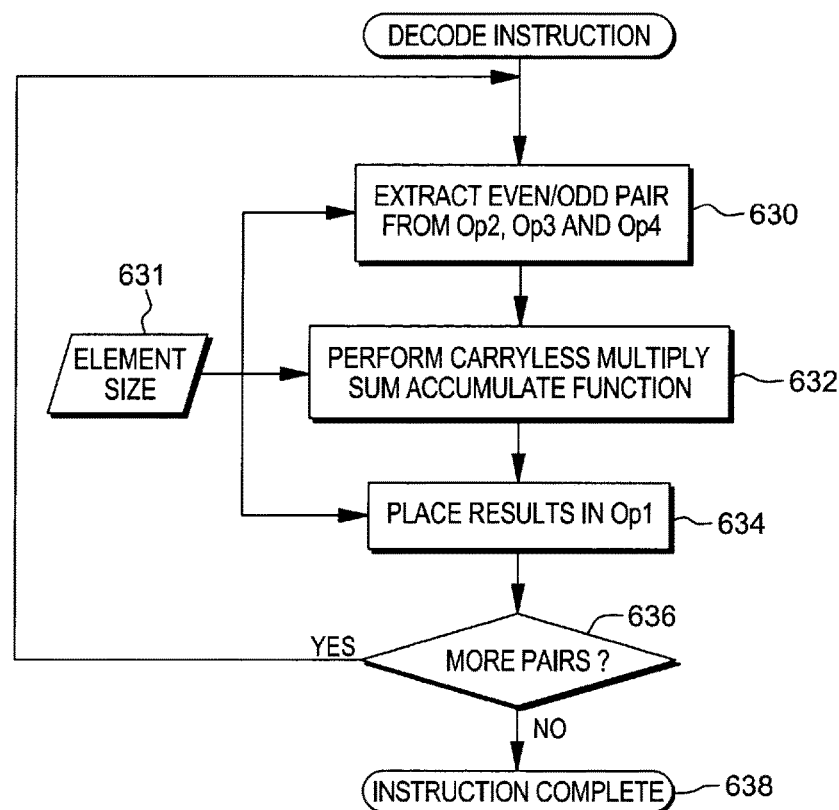 DECODE INSTRUCTION
EXTRACT EVEN/ODD PAIR
FROM Op2, Op3 AND Op4
630
631
ELEMENT
SIZE
PERFORM CARRYLESS MULTIPLY
SUM ACCUMULATE FUNCTION
632
PLACE RESULTS IN Op1
634
636
YES
MORE PAIRS ?
NO
INSTRUCTION COMPLETE
638